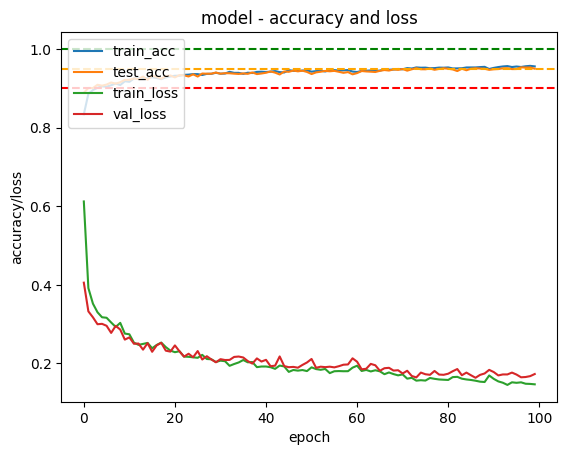 model - accuracy and loss
1.0
0.8
0.6
0.4
0.2
accuracy/loss
train_acc
test_acc
train_loss
val_loss
0
20
40
60
80
100
epoch